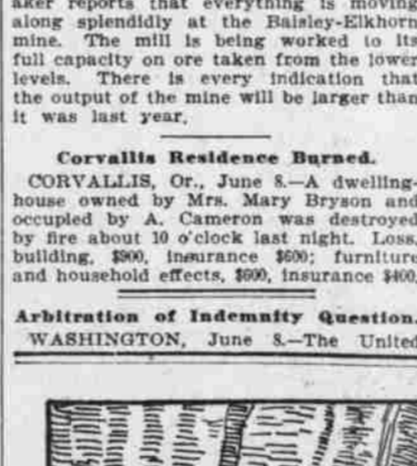 aker reports that everything is moving
along splendidly at the Baisley-Elkhorn
mine. The mill is being worked to its
full capacity on ore taken from the lower
levels. There is every indication that
the output of the mine will be larger than
it was last year.
Corvallis Residence Burned.
CORVALLIS, Or., June 8.—A dwelling-
house owned by Mrs. Mary Bryson and
occupied by A. Cameron was destroyed
by fire about 10 o'clock last night. Loss,
building, $900, insurance $600; furniture
and household effects, $600, insurance $400.
Arbitration of Indemnity Question.
WASHINGTON, June 8.—The United